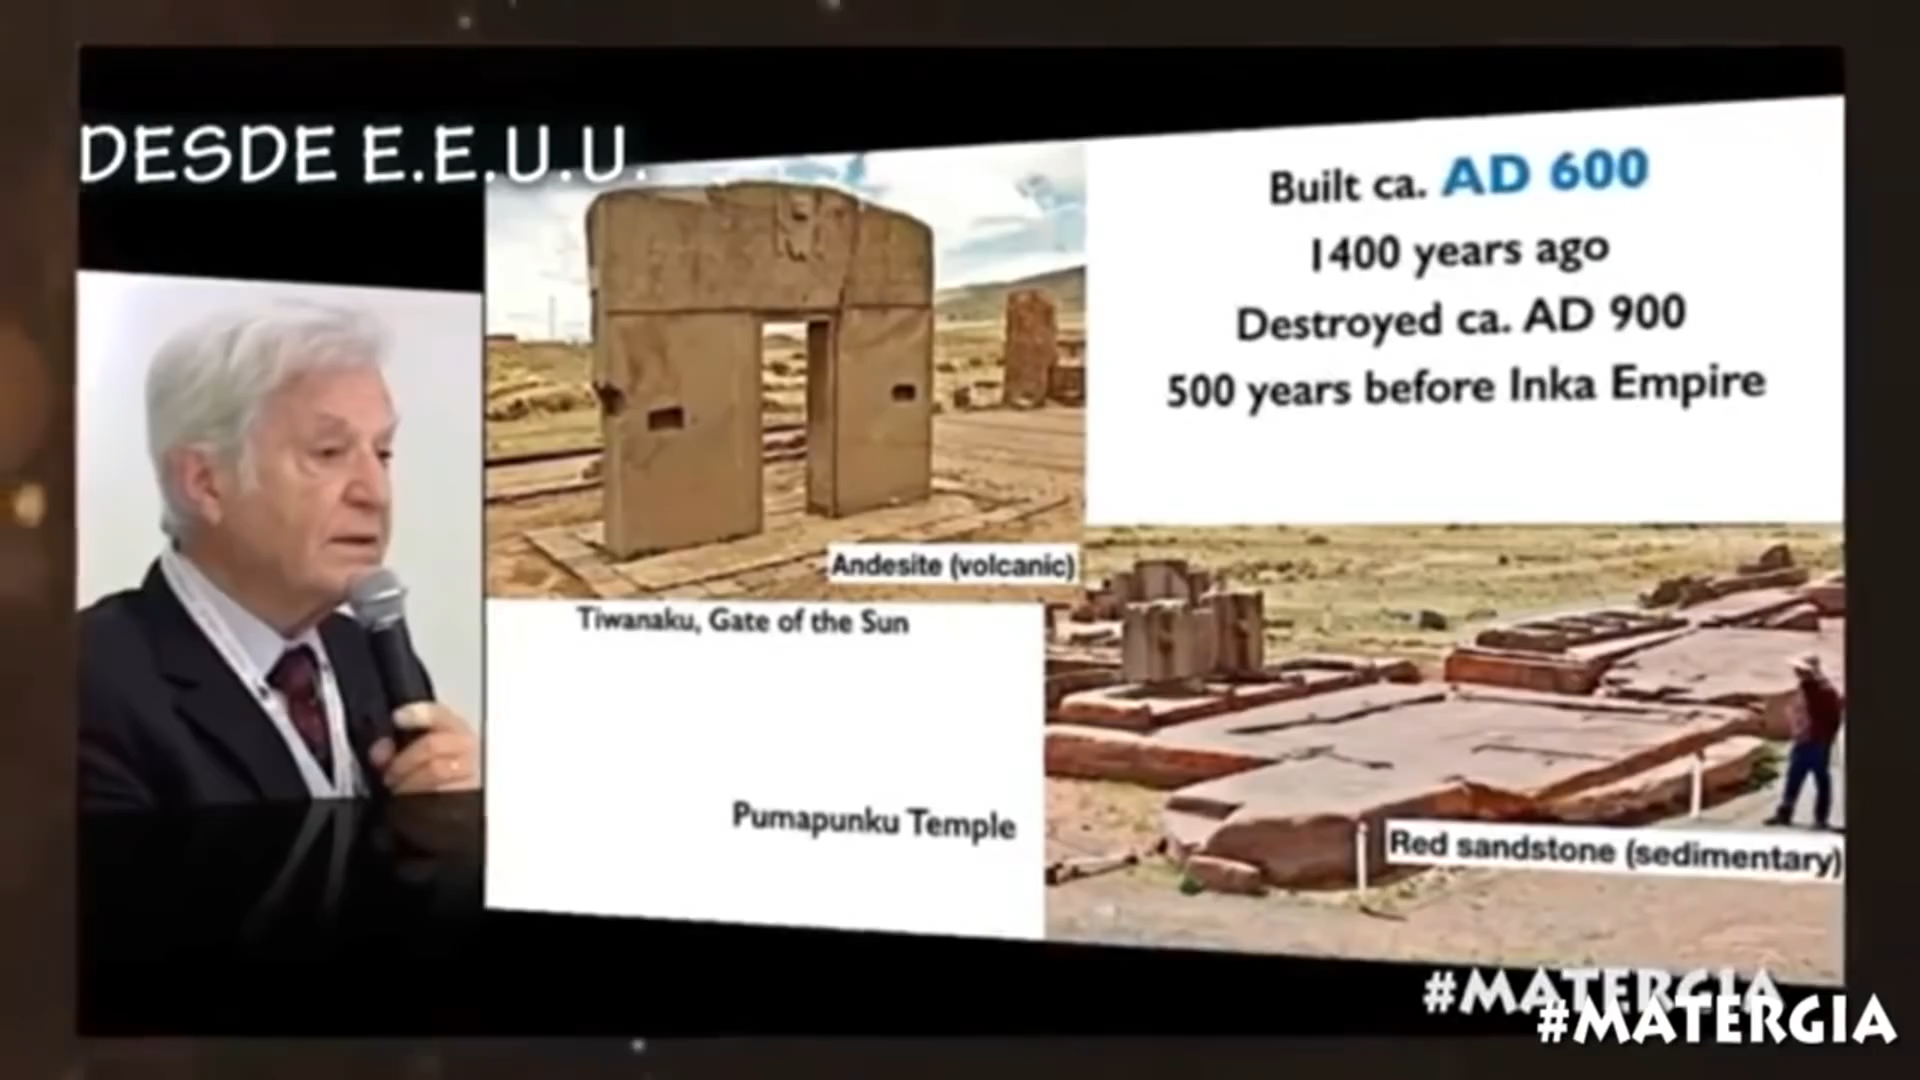 DESDE E.E.U.U.
Built ca. AD 600
1400 years ago
Destroyed ca. AD 900
500 years before Inka Empire
Andesite (volcanic)
Tiwanaku, Gate of the Sun
Pumapunku Temple
Red sandstone (sedimentary)
#MATERGIA
#MATERGIA